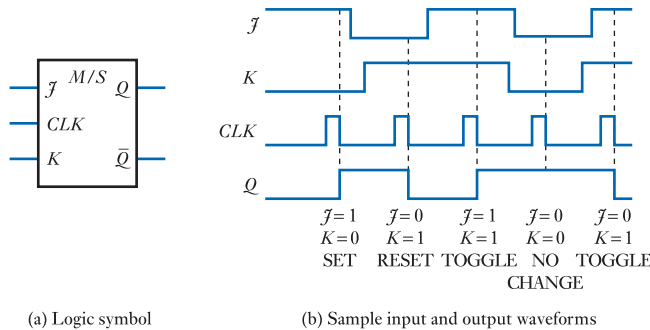 J
K
CLK
Q
M/S
J Q
CLK
K Q̄
J=1 J=0 J=1 J=0 J=0
K=0 K=1 K=1 K=0 K=1
SET RESET TOGGLE NO TOGGLE
CHANGE
(a) Logic symbol
(b) Sample input and output waveforms